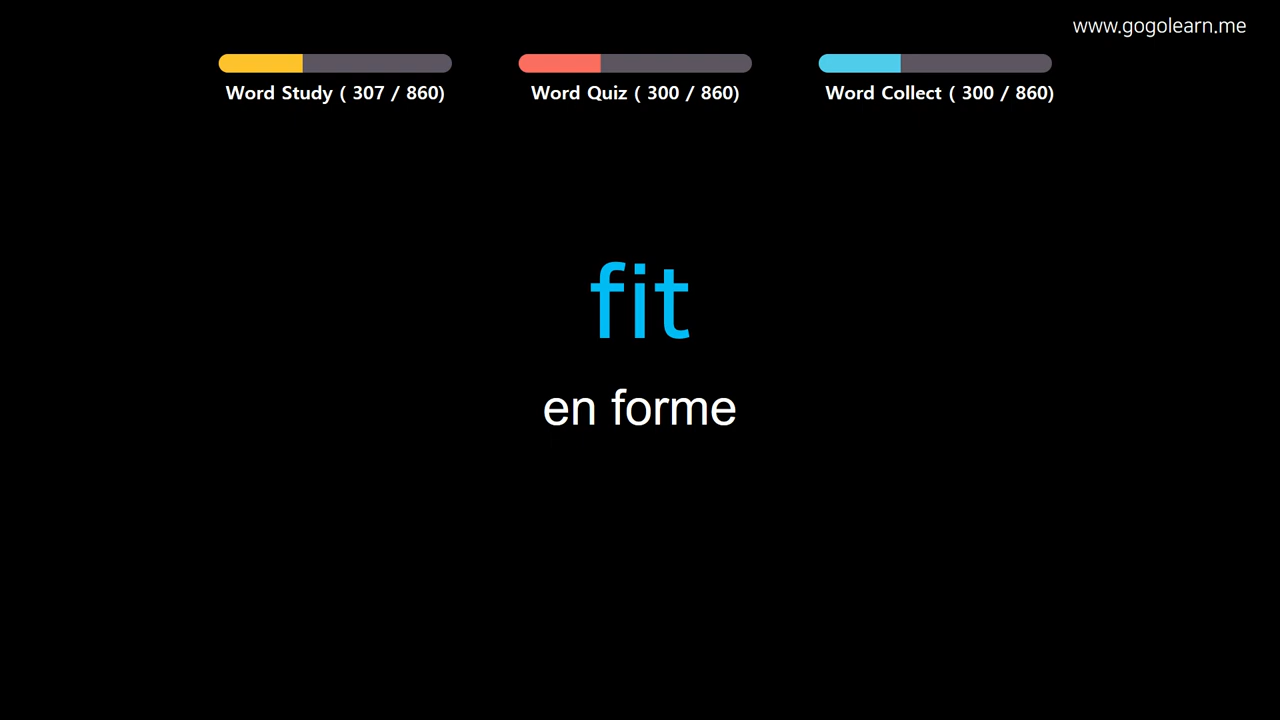 www.gogolearn.me
Word Study ( 307 / 860)
Word Quiz ( 300 / 860)
Word Collect ( 300 / 860)
fit
en forme